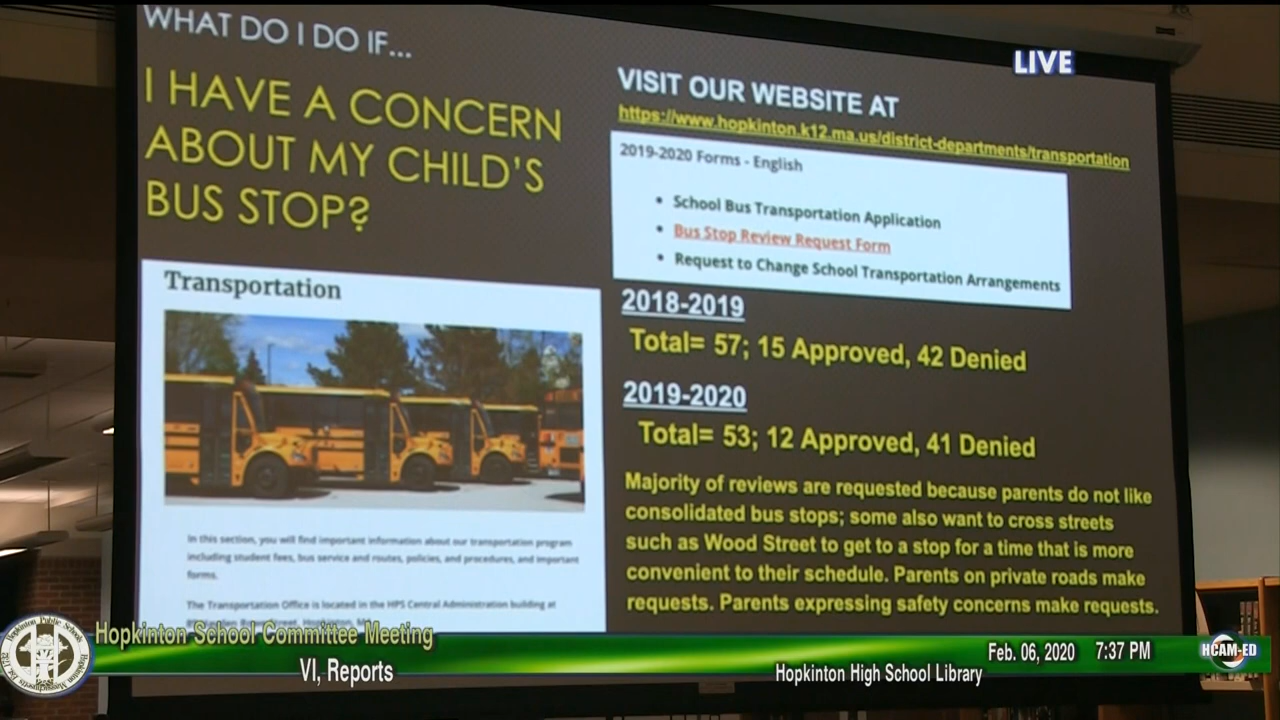 WHAT DO I DO IF...
I HAVE A CONCERN
ABOUT MY CHILD'S
BUS STOP?
Transportation
In this section, you will find important information about our transportation program
including student fees, bus service and routes, policies, and procedures, and important
forms.
The Transportation Office is located in the HPS Central Administration building at
Street, Hopkinton,
LIVE
VISIT OUR WEBSITE AT
https://www.hopkinton.k12.ma.us/district-departments/transportation
2019-2020 Forms - English
• School Bus Transportation Application
• Bus Stop Review Request Form
• Request to Change School Transportation Arrangements
2018-2019
Total= 57; 15 Approved, 42 Denied
2019-2020
Total= 53; 12 Approved, 41 Denied
Majority of reviews are requested because parents do not like
consolidated bus stops; some also want to cross streets
such as Wood Street to get to a stop for a time that is more
convenient to their schedule. Parents on private roads make
requests. Parents expressing safety concerns make requests.
Hopkinton Public Schools
Hopkinton School Committee Meeting
VI, Reports
Feb. 06, 2020 7:37 PM
Hopkinton High School Library
HCAM-ED